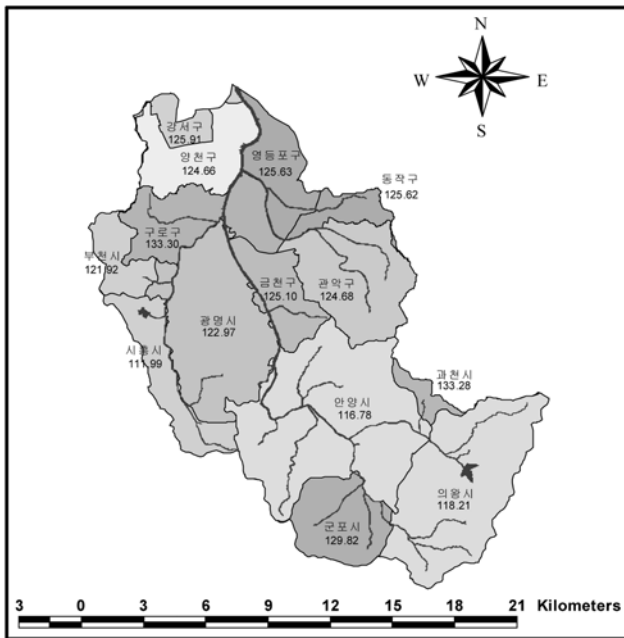 N
W
E
S
강서구
125.91
양천구
124.66
영등포구
125.63
동작구
125.62
구로구
133.30
부천시
121.92
금천구
125.10
관악구
124.68
광명시
122.97
시흥시
111.99
과천시
133.28
안양시
116.78
의왕시
118.21
군포시
129.82
3 0 3 6 9 12 15 18 21 Kilometers